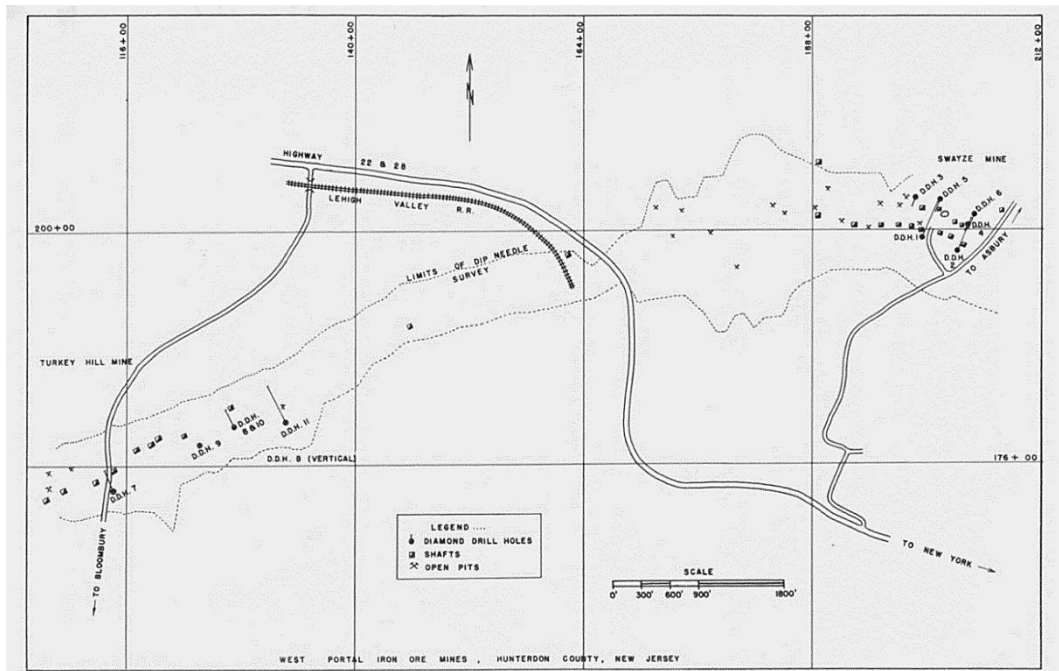 116+00
140+00
164+00
188+00
212+00
N
HIGHWAY 22 & 28
LEHIGH VALLEY R.R.
SWAYZE MINE
D.D.H. 3
D.D.H. 5
D.D.H. 6
D.D.H. 4
D.D.H. 1
D.D.H. 2
TO ASBURY
200+00
LIMITS OF DIP NEEDLE
SURVEY
TURKEY HILL MINE
D.D.H.
8 & 10
D.D.H. 11
D.D.H. 9
D.D.H. 8 (VERTICAL)
D.D.H. 7
176+00
TO BLOOMBURY
LEGEND ....
DIAMOND DRILL HOLES
SHAFTS
OPEN PITS
TO NEW YORK
SCALE
0' 300' 600' 900' 1800'
WEST PORTAL IRON ORE MINES, HUNTERDON COUNTY, NEW JERSEY